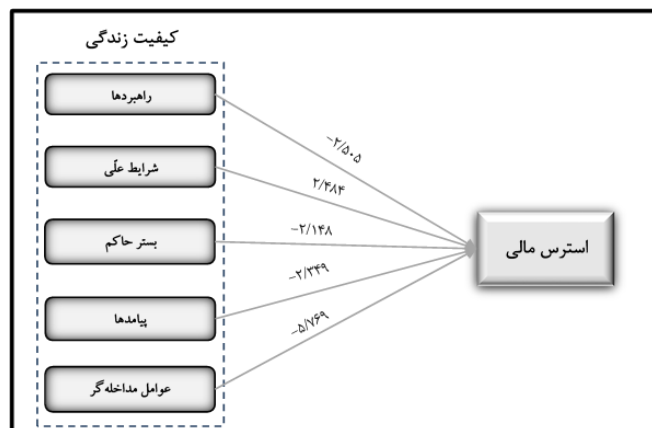 کیفیت زندگی
راهبردها
شرایط علّی
بستر حاکم
پیامدها
عوامل مداخله‌گر
-۲/۵۰۵
۲/۴۸۴
-۲/۱۴۸
-۲/۳۴۹
-۵/۷۶۹
استرس مالی